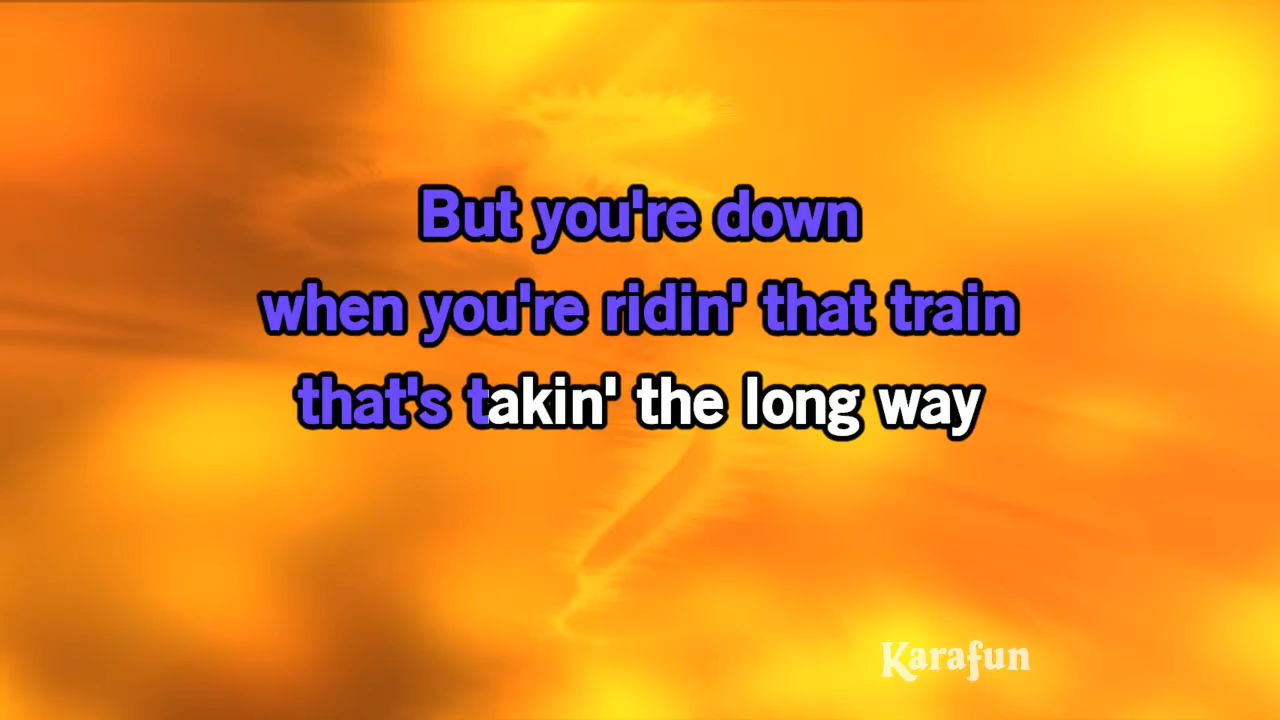 But you're down
when you're ridin' that train
that's takin' the long way
Karafun